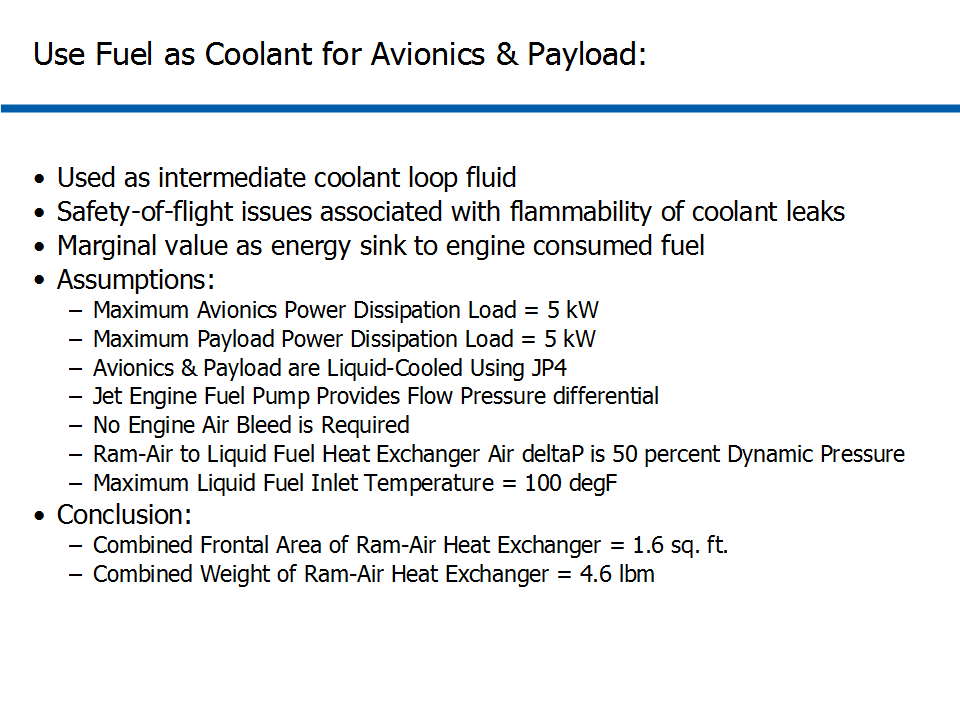 Use Fuel as Coolant for Avionics & Payload:
• Used as intermediate coolant loop fluid
• Safety-of-flight issues associated with flammability of coolant leaks
• Marginal value as energy sink to engine consumed fuel
• Assumptions:
– Maximum Avionics Power Dissipation Load = 5 kW
– Maximum Payload Power Dissipation Load = 5 kW
– Avionics & Payload are Liquid-Cooled Using JP4
– Jet Engine Fuel Pump Provides Flow Pressure differential
– No Engine Air Bleed is Required
– Ram-Air to Liquid Fuel Heat Exchanger Air deltaP is 50 percent Dynamic Pressure
– Maximum Liquid Fuel Inlet Temperature = 100 degF
• Conclusion:
– Combined Frontal Area of Ram-Air Heat Exchanger = 1.6 sq. ft.
– Combined Weight of Ram-Air Heat Exchanger = 4.6 lbm